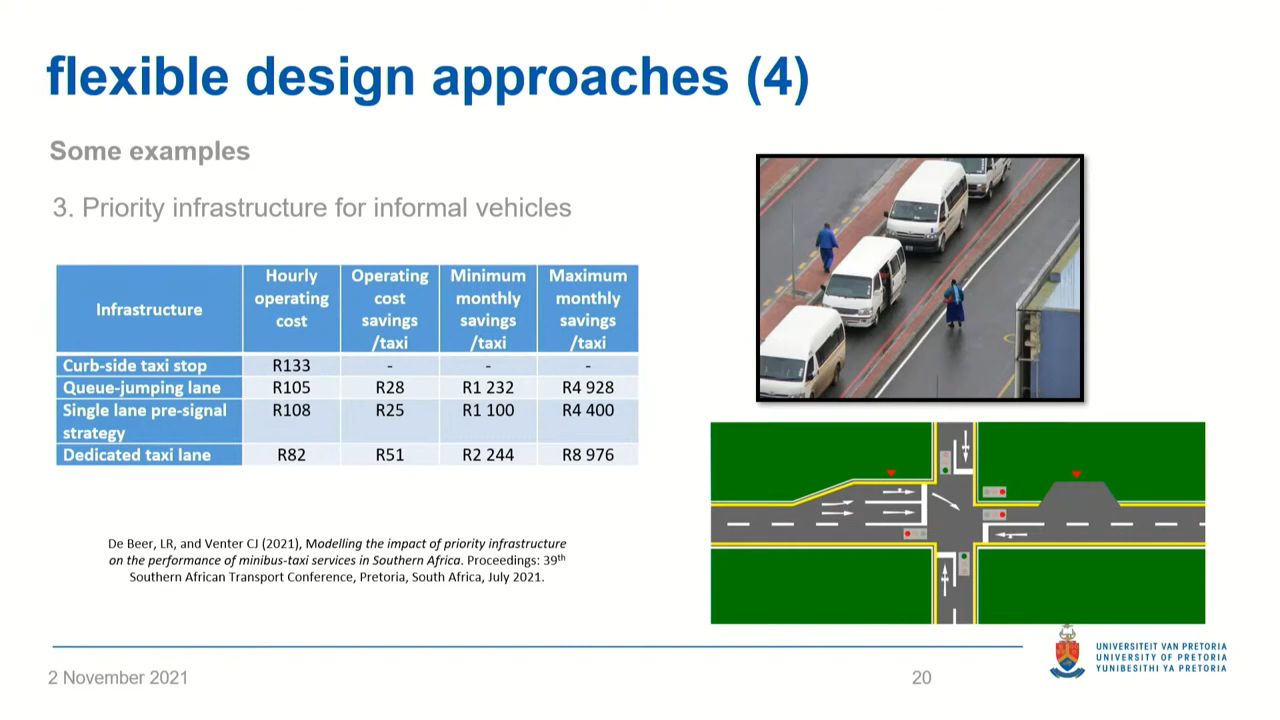 flexible design approaches (4)
Some examples
3. Priority infrastructure for informal vehicles
Infrastructure
Hourly
operating
cost
Operating
cost
savings
/taxi
Minimum
monthly
savings
/taxi
Maximum
monthly
savings
/taxi
Curb-side taxi stop R133 - - -
Queue-jumping lane R105 R28 R1 232 R4 928
Single lane pre-signal R108 R25 R1 100 R4 400
strategy
Dedicated taxi lane R82 R51 R2 244 R8 976
De Beer, LR, and Venter CJ (2021), Modelling the impact of priority infrastructure
on the performance of minibus-taxi services in Southern Africa. Proceedings: 39th
Southern African Transport Conference, Pretoria, South Africa, July 2021.
UNIVERSITEIT VAN PRETORIA
UNIVERSITY OF PRETORIA
YUNIBESITHI YA PRETORIA
2 November 2021
20